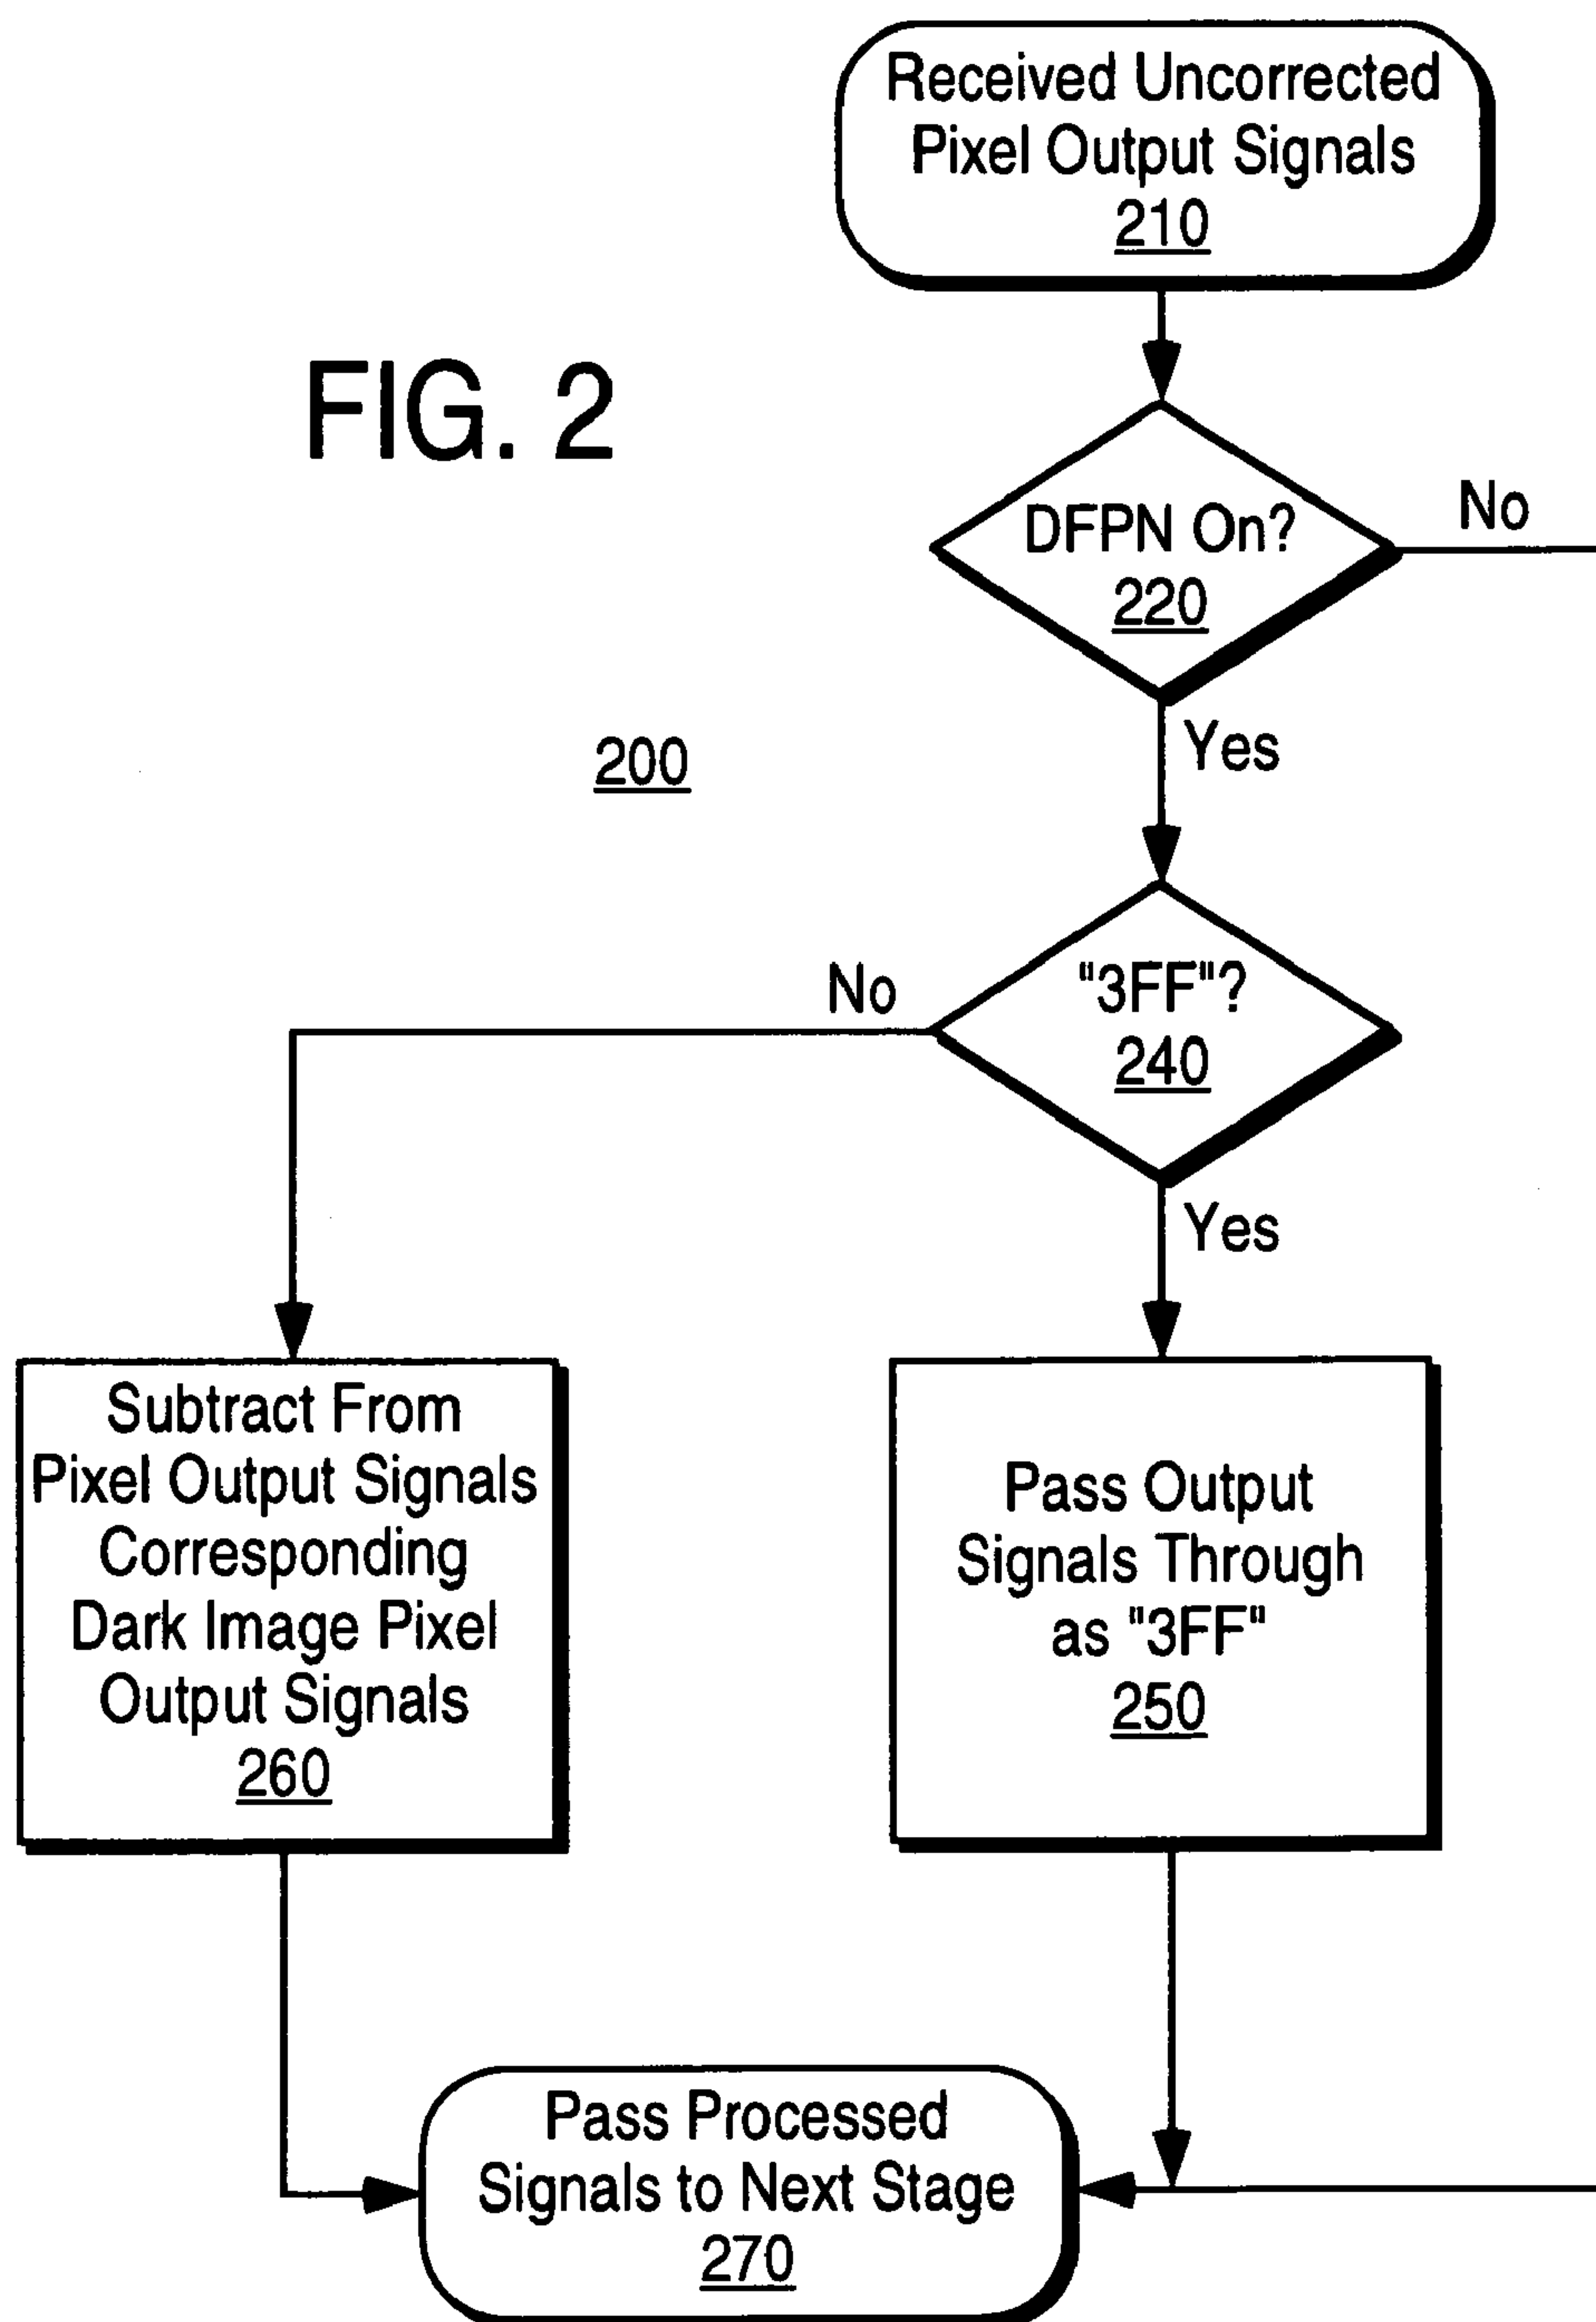 Received Uncorrected
Pixel Output Signals
210
FIG. 2
DFPN On?
220
No
Yes
200
"3FF"?
240
No
Yes
Subtract From
Pixel Output Signals
Corresponding
Dark Image Pixel
Output Signals
260
Pass Output
Signals Through
as "3FF"
250
Pass Processed
Signals to Next Stage
270